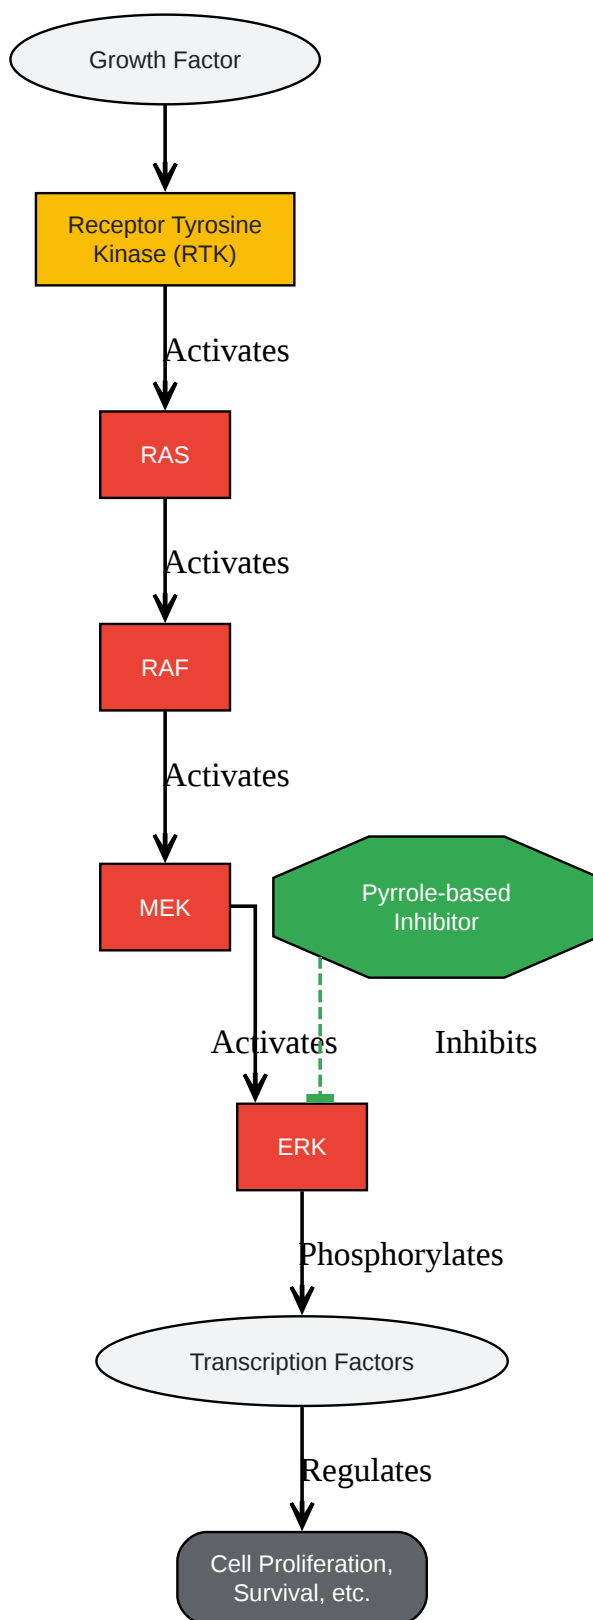 Growth Factor
Receptor Tyrosine
Kinase (RTK)
Activates
RAS
Activates
RAF
Activates
MEK
Pyrrole-based
Inhibitor
Activates
Inhibits
ERK
Phosphorylates
Transcription Factors
Regulates
Cell Proliferation,
Survival, etc.